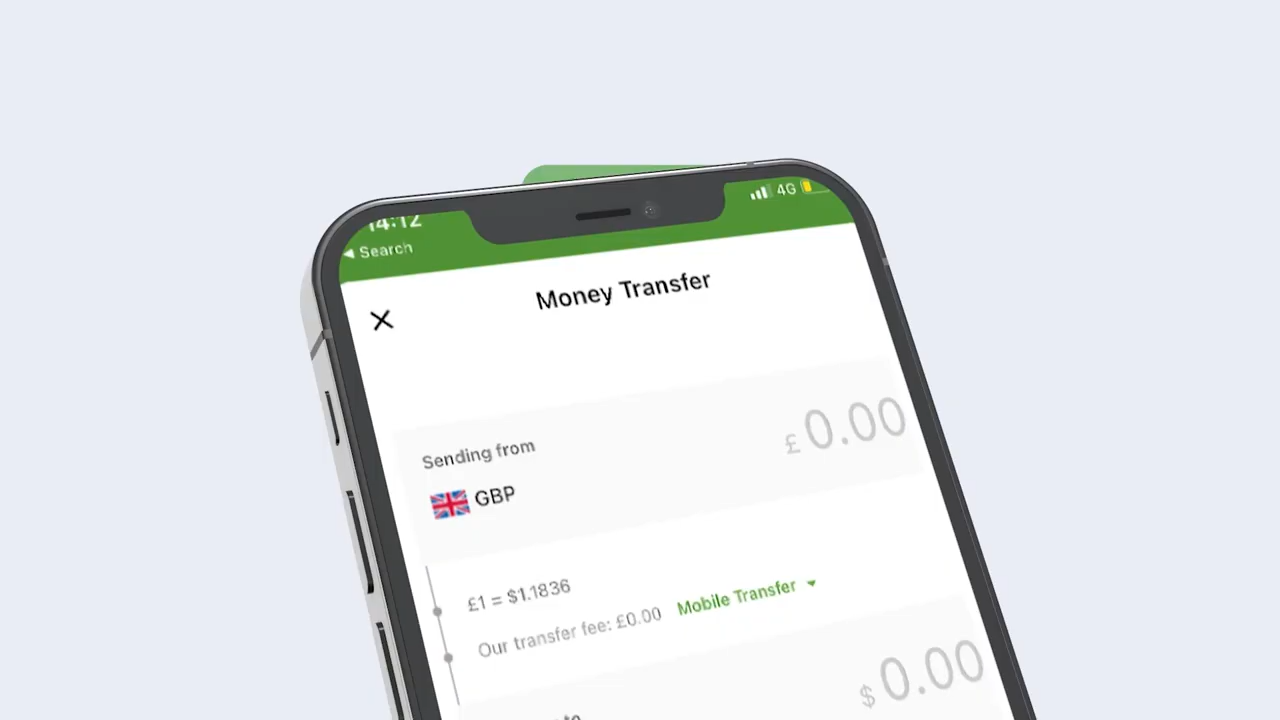 14:12
4G
◀ Search
Money Transfer
Sending from
£ 0.00
GBP
£1 = $1.1836
Our transfer fee: £0.00 Mobile Transfer
$ 0.00